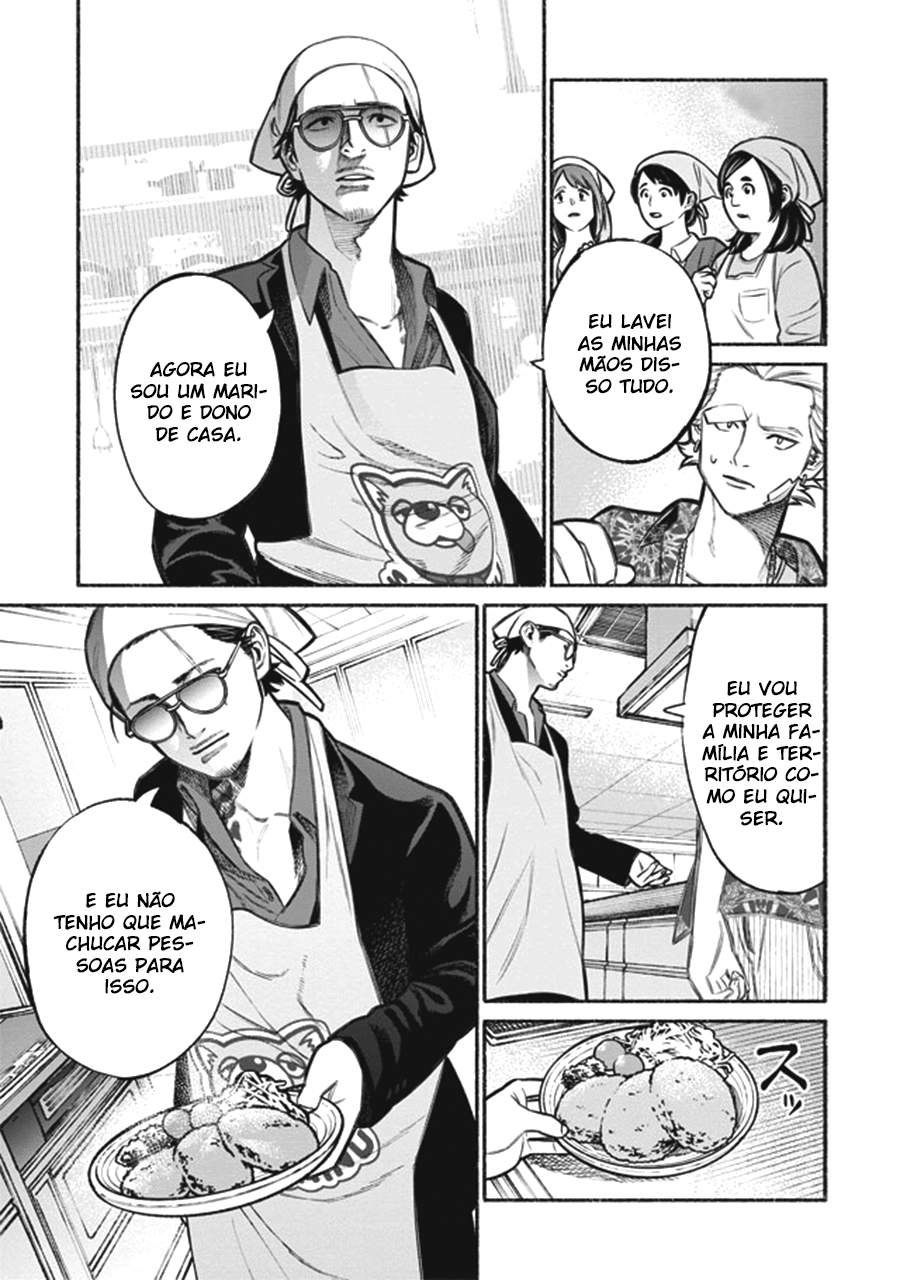 EU LAVEI
AS MINHAS
MÃOS DIS-
SO TUDO.
AGORA EU
SOU UM MARI-
DO E DONO
DE CASA.
EU VOU
PROTEGER
A MINHA FA-
MÍLIA E TER-
RITÓRIO CO-
MO EU QUI-
SER.
スッ
E EU NÃO
TENHO QUE MA-
CHUCAR PES-
SOAS PARA
ISSO.